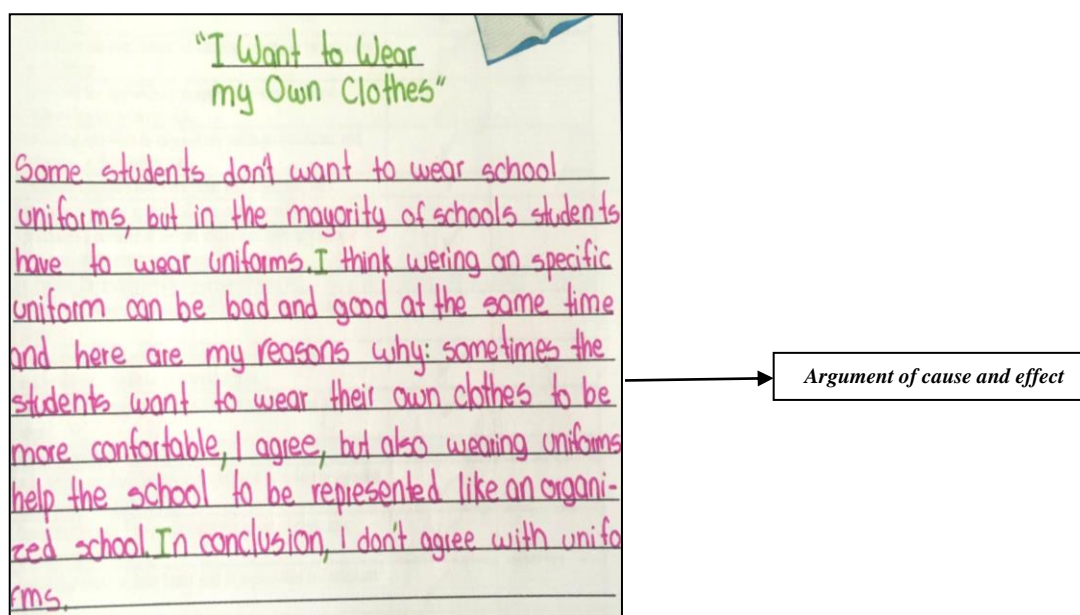 "I Want to Wear
my Own Clothes"
Some students don't want to wear school
uniforms, but in the mayority of schools students
have to wear uniforms. I think wering an specific
uniform can be bad and good at the same time
and here are my reasons why: sometimes the
students want to wear their own clothes to be
more confortable, I agree, but also wearing uniforms
help the school to be represented like an organi-
zed school. In conclusion, I don't agree with unifo
rms.
Argument of cause and effect